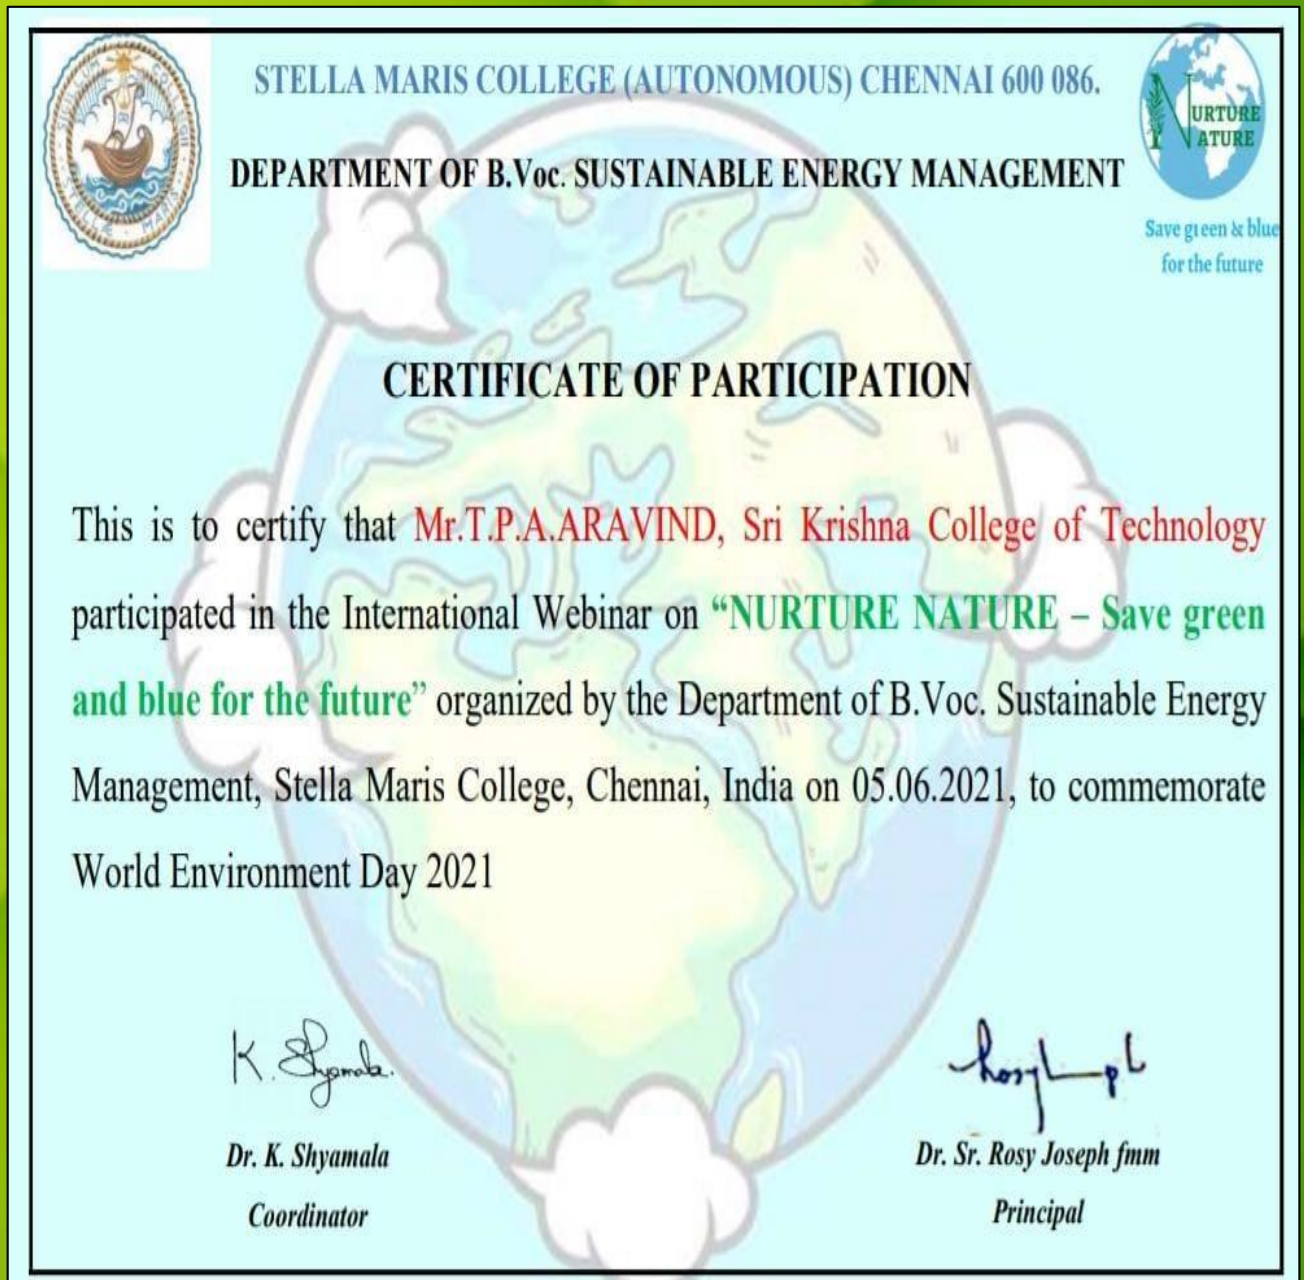 STELLA MARIS COLLEGE (AUTONOMOUS) CHENNAI 600 086.
DEPARTMENT OF B.Voc. SUSTAINABLE ENERGY MANAGEMENT
NURTURE
NATURE
Save green & blue
for the future
CERTIFICATE OF PARTICIPATION
This is to certify that Mr.T.P.A.ARAVIND, Sri Krishna College of Technology
participated in the International Webinar on “NURTURE NATURE – Save green
and blue for the future” organized by the Department of B.Voc. Sustainable Energy
Management, Stella Maris College, Chennai, India on 05.06.2021, to commemorate
World Environment Day 2021
K. Shyamala.
Dr. K. Shyamala
Coordinator
Dr. Sr. Rosy Joseph fmm
Principal